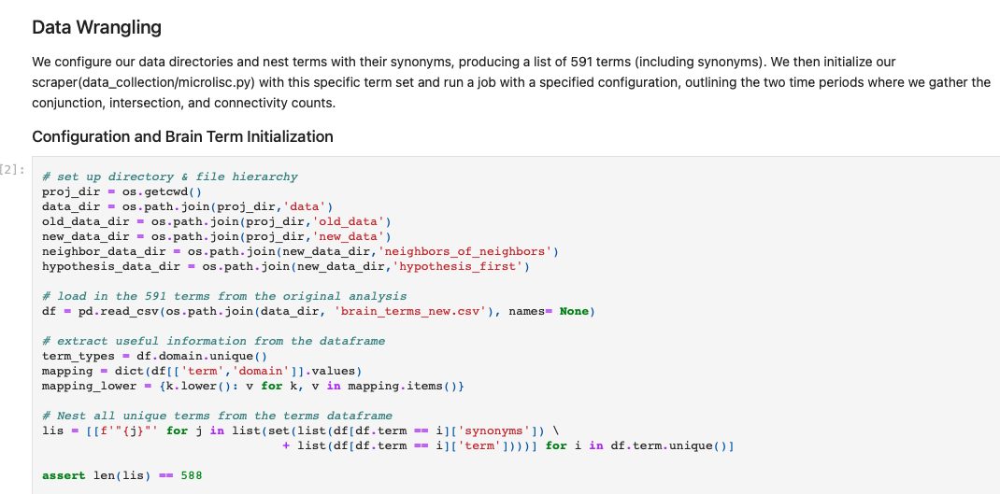 Data Wrangling
We configure our data directories and nest terms with their synonyms, producing a list of 591 terms (including synonyms). We then initialize our
scraper(data_collection/microlisc.py) with this specific term set and run a job with a specified configuration, outlining the two time periods where we gather the
conjunction, intersection, and connectivity counts.
Configuration and Brain Term Initialization
[2]:
# set up directory & file hierarchy
proj_dir = os.getcwd()
data_dir = os.path.join(proj_dir,'data')
old_data_dir = os.path.join(proj_dir,'old_data')
new_data_dir = os.path.join(proj_dir,'new_data')
neighbor_data_dir = os.path.join(new_data_dir,'neighbors_of_neighbors')
hypothesis_data_dir = os.path.join(new_data_dir,'hypothesis_first')
# load in the 591 terms from the original analysis
df = pd.read_csv(os.path.join(data_dir, 'brain_terms_new.csv'), names= None)
# extract useful information from the dataframe
term_types = df.domain.unique()
mapping = dict(df[['term','domain']].values)
mapping_lower = {k.lower(): v for k, v in mapping.items()}
# Nest all unique terms from the terms dataframe
lis = [[f'"{j}"' for j in list(set(list(df[df.term == i]['synonyms']) \
+ list(df[df.term == i]['term'])))] for i in df.term.unique()]
assert len(lis) == 588